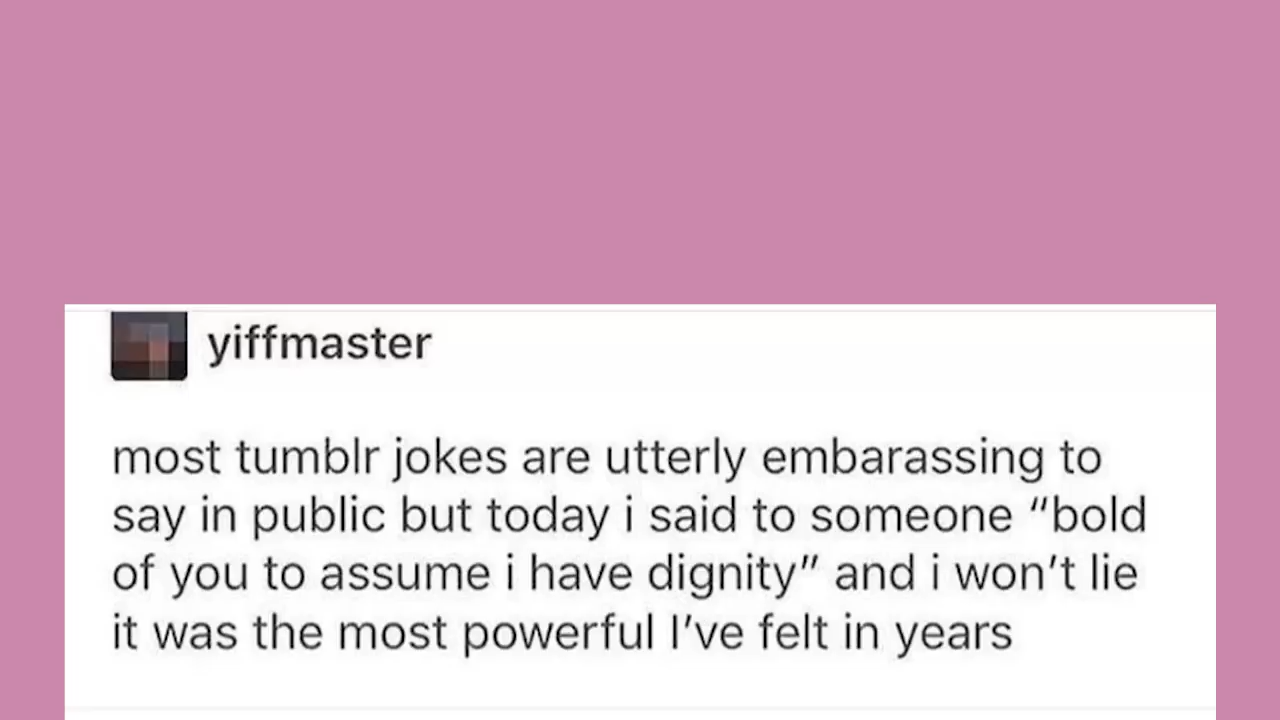 yiffmaster
most tumblr jokes are utterly embarassing to
say in public but today i said to someone “bold
of you to assume i have dignity” and i won’t lie
it was the most powerful I’ve felt in years